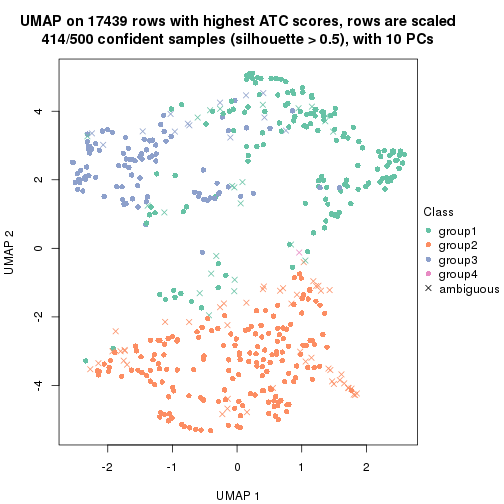 UMAP on 17439 rows with highest ATC scores, rows are scaled
414/500 confident samples (silhouette > 0.5), with 10 PCs
4
2
0
-2
-4
UMAP 2
-2
-1
0
1
2
UMAP 1
Class
group1
group2
group3
group4
ambiguous